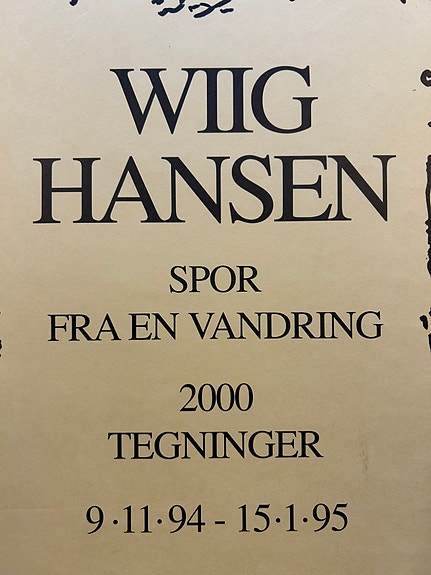 WIIG
HANSEN
SPOR
FRA EN VANDRING
2000
TEGNINGER
9·11·94 - 15·1·95